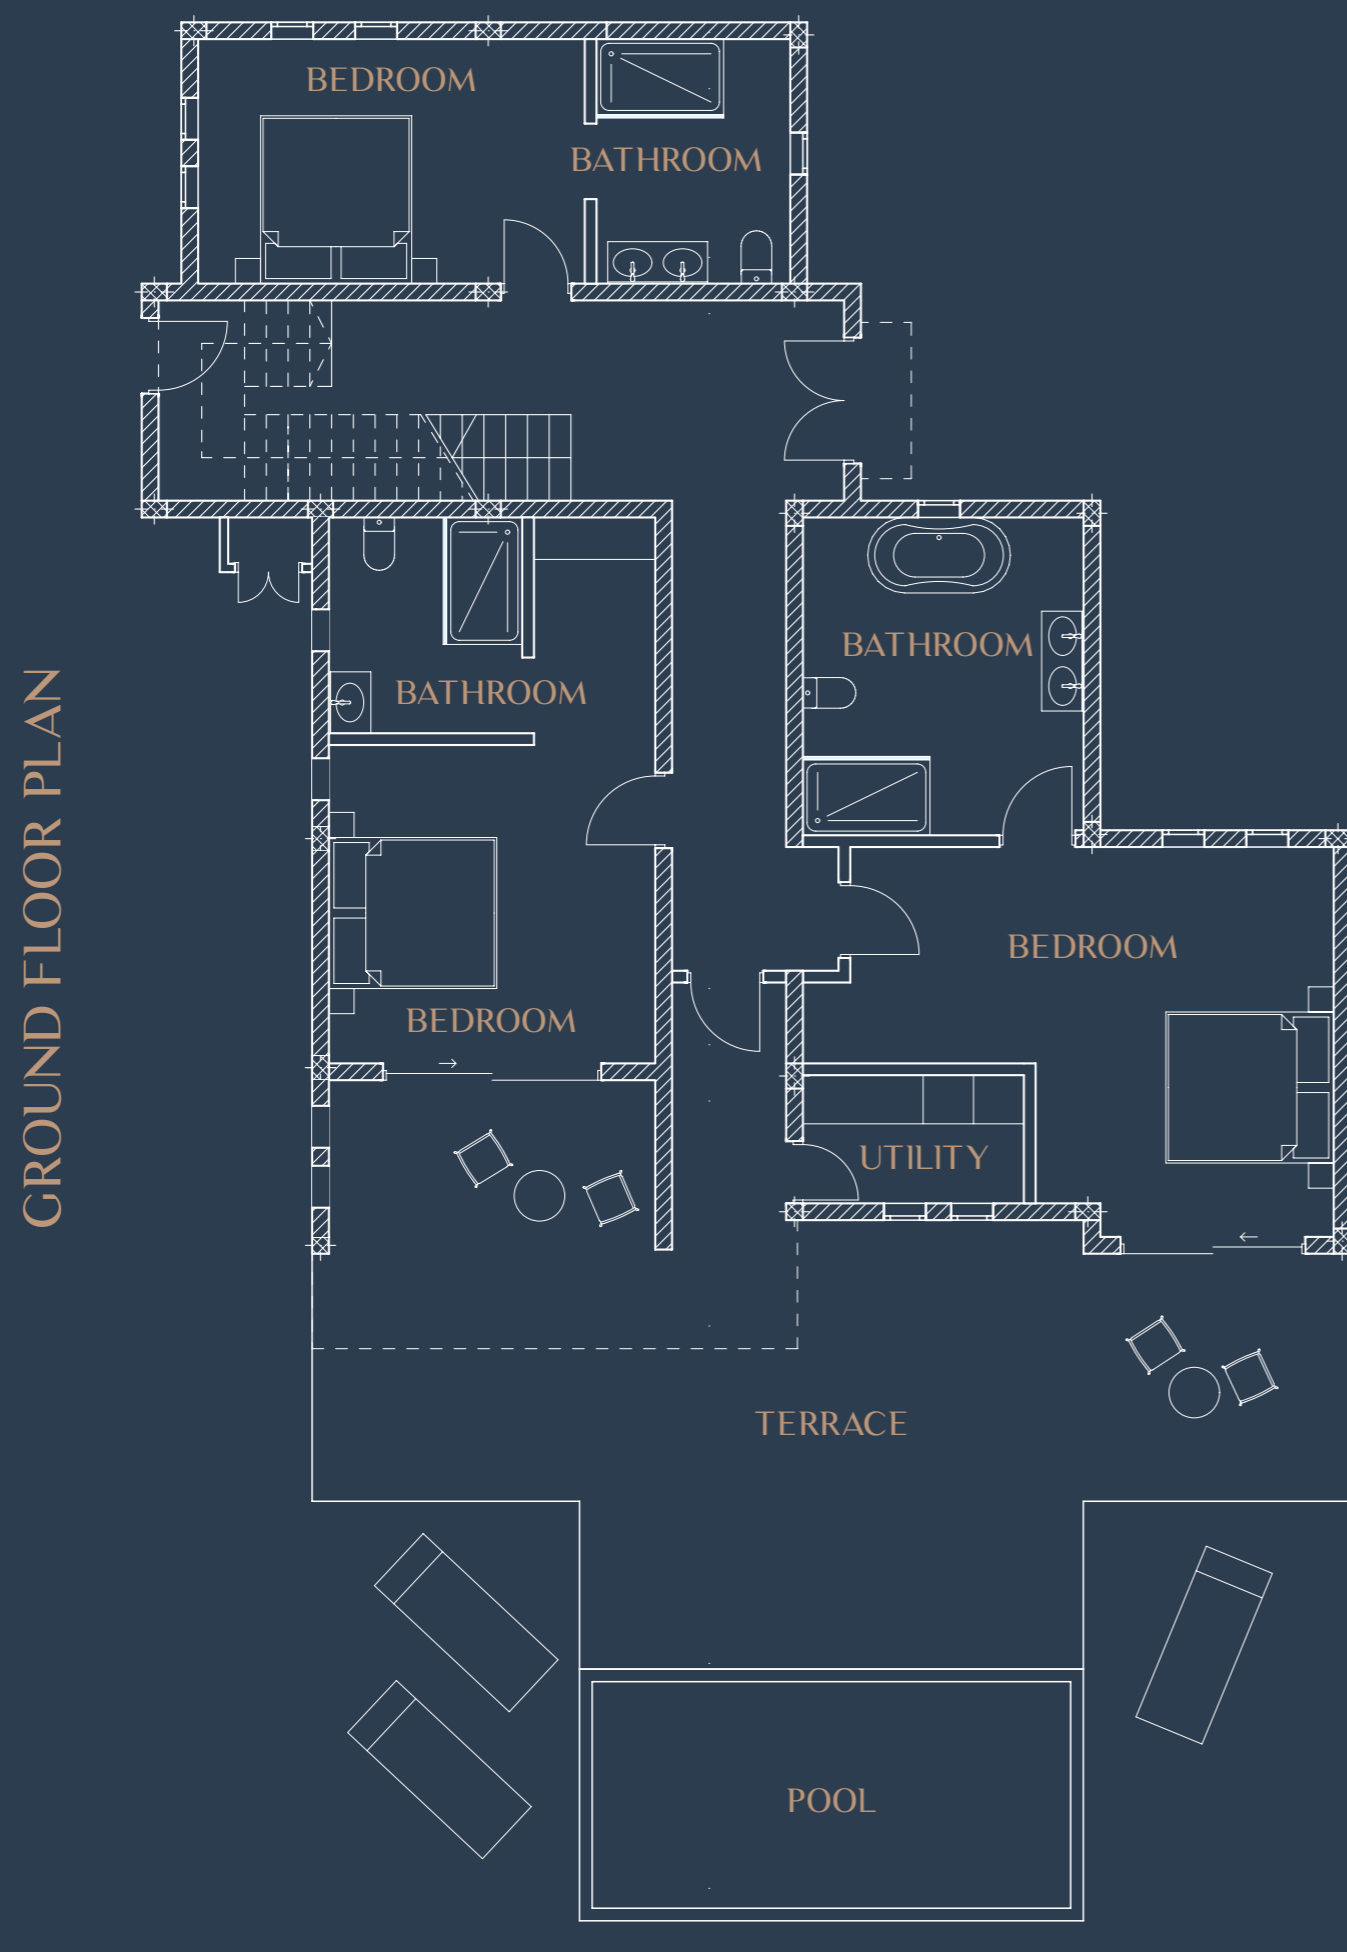 GROUND FLOOR PLAN
BEDROOM
BATHROOM
BATHROOM
BATHROOM
BEDROOM
BEDROOM
UTILITY
TERRACE
POOL